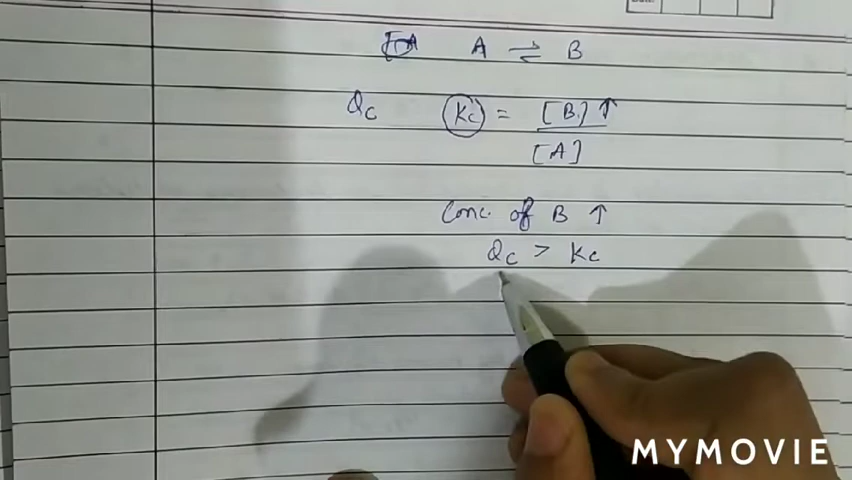 A ⇌ B
Qc Kc = [B] ↑
[A]
Conc. of B ↑
Qc > Kc
MYMOVIE